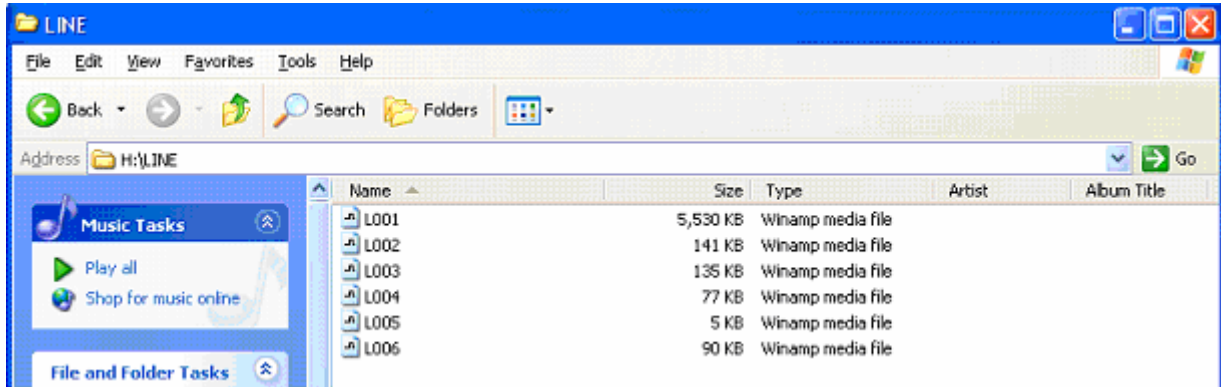 LINE
File Edit View Favorites Tools Help
Back Search Folders
Address H:\LINE Go
Name Size Type Artist Album Title
Music Tasks
Play all
Shop for music online
File and Folder Tasks
L001 5,530 KB Winamp media file
L002 141 KB Winamp media file
L003 135 KB Winamp media file
L004 77 KB Winamp media file
L005 5 KB Winamp media file
L006 90 KB Winamp media file